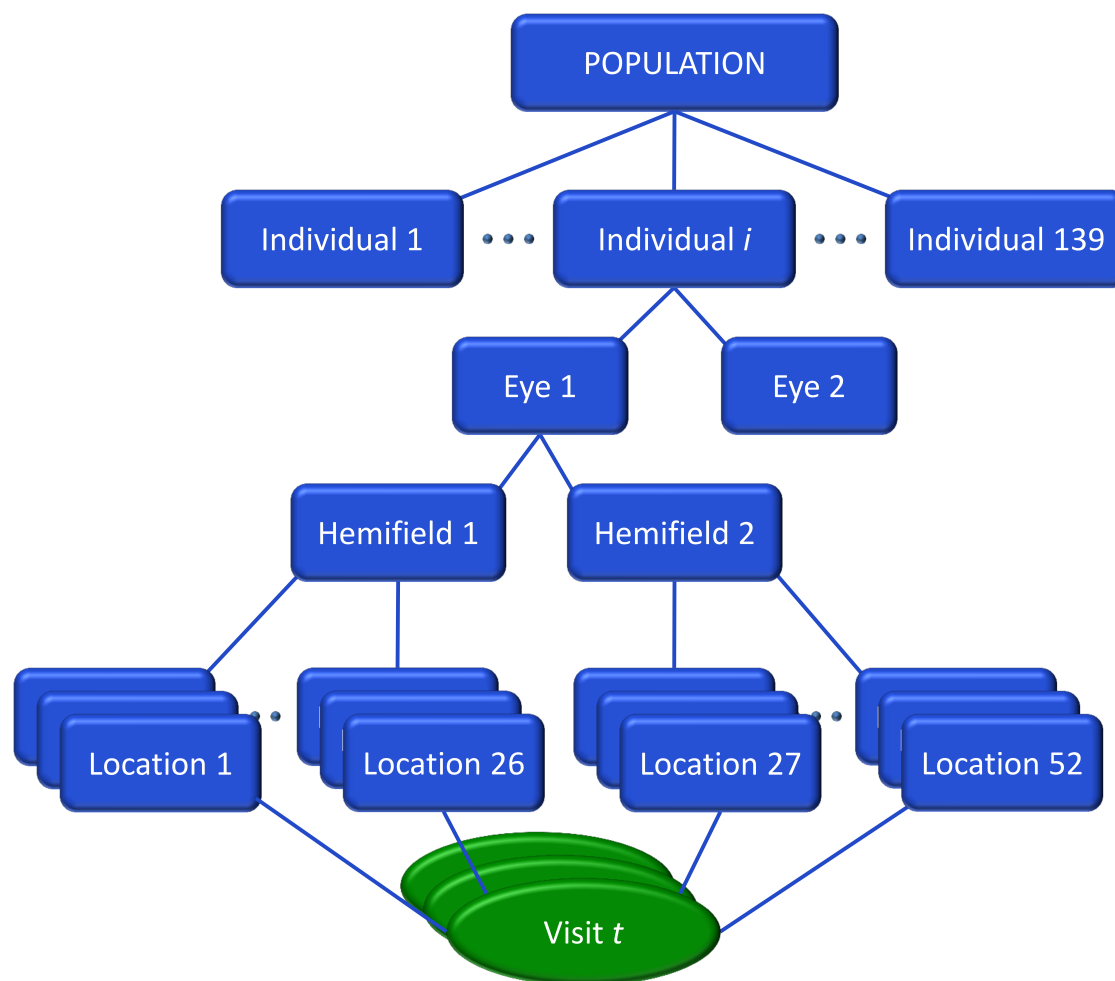 POPULATION
Individual 1
Individual i
Individual 139
Eye 1
Eye 2
Hemifield 1
Hemifield 2
Location 1
Location 26
Location 27
Location 52
Visit t